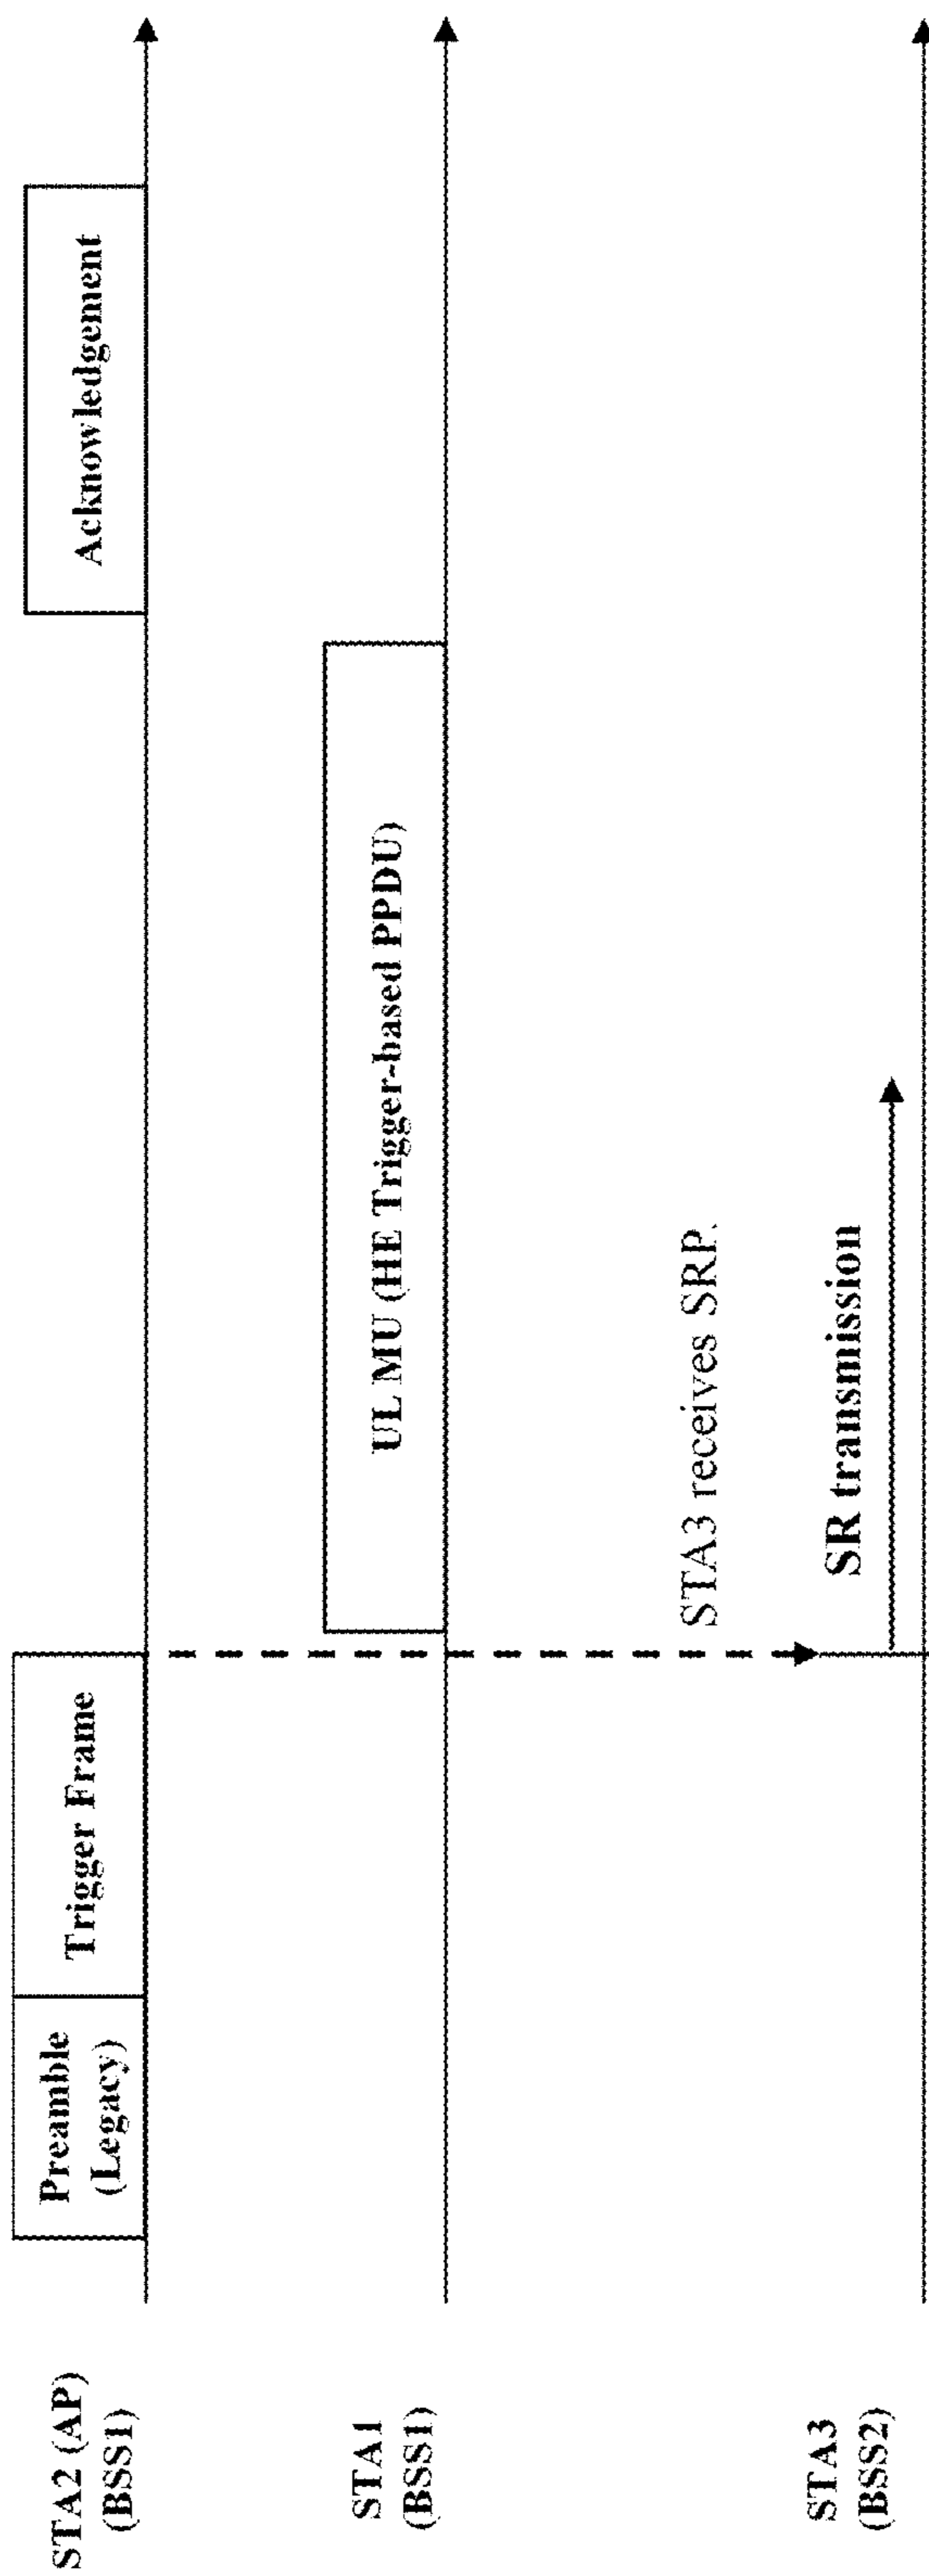 STA2 (AP)
(BSS1)
Preamble
(Legacy)
Trigger Frame
Acknowledgement
STA1
(BSS1)
UL MU (HE Trigger-based PPDU)
STA3 receives SRP.
STA3
(BSS2)
SR transmission